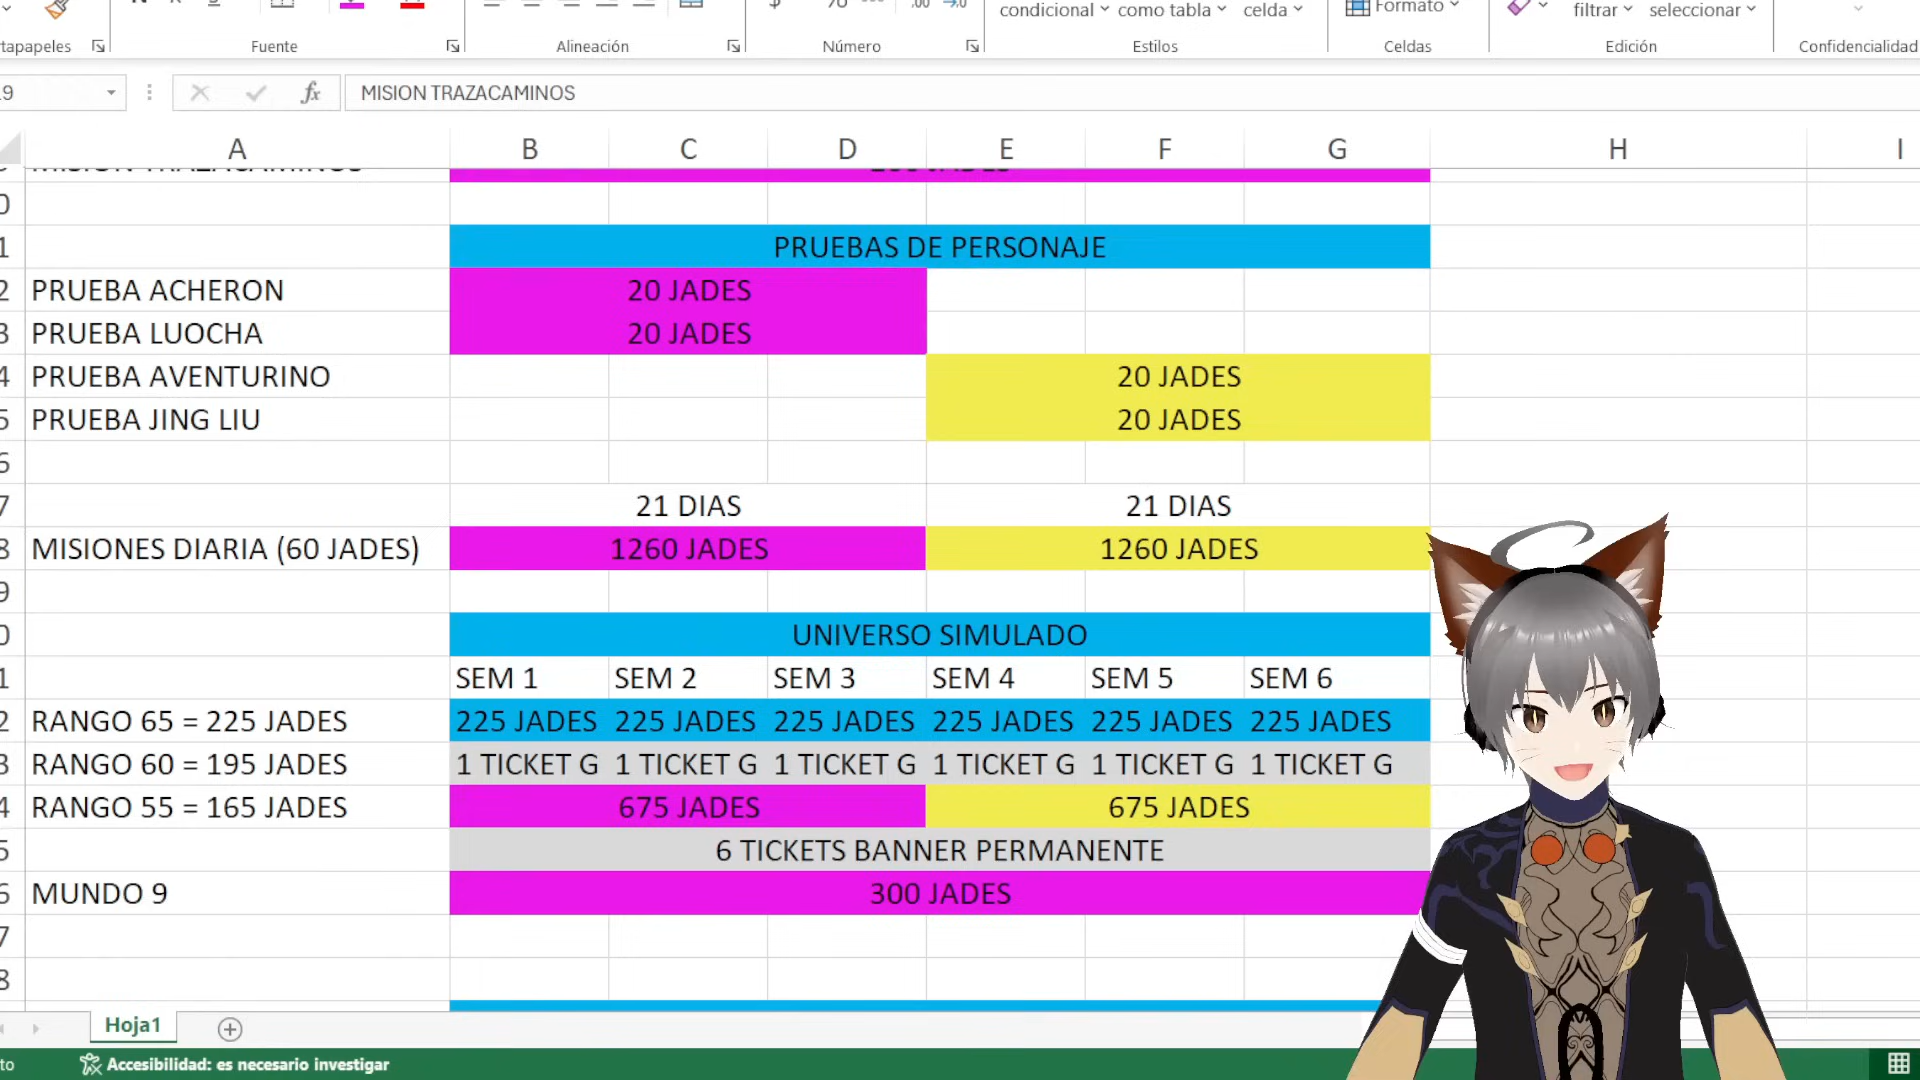 condicional como tabla celda Formato filtrar seleccionar
Fuente Alineación Número Estilos Celdas Edición Confidencialidad
fx MISION TRAZACAMINOS
A B C D E F G H I
PRUEBAS DE PERSONAJE
PRUEBA ACHERON 20 JADES
PRUEBA LUOCHA 20 JADES
PRUEBA AVENTURINO 20 JADES
PRUEBA JING LIU 20 JADES
21 DIAS 21 DIAS
MISIONES DIARIA (60 JADES) 1260 JADES 1260 JADES
UNIVERSO SIMULADO
SEM 1 SEM 2 SEM 3 SEM 4 SEM 5 SEM 6
RANGO 65 = 225 JADES 225 JADES 225 JADES 225 JADES 225 JADES 225 JADES 225 JADES
RANGO 60 = 195 JADES 1 TICKET G 1 TICKET G 1 TICKET G 1 TICKET G 1 TICKET G 1 TICKET G
RANGO 55 = 165 JADES 675 JADES 675 JADES
6 TICKETS BANNER PERMANENTE
MUNDO 9 300 JADES
Hoja1
Accesibilidad: es necesario investigar